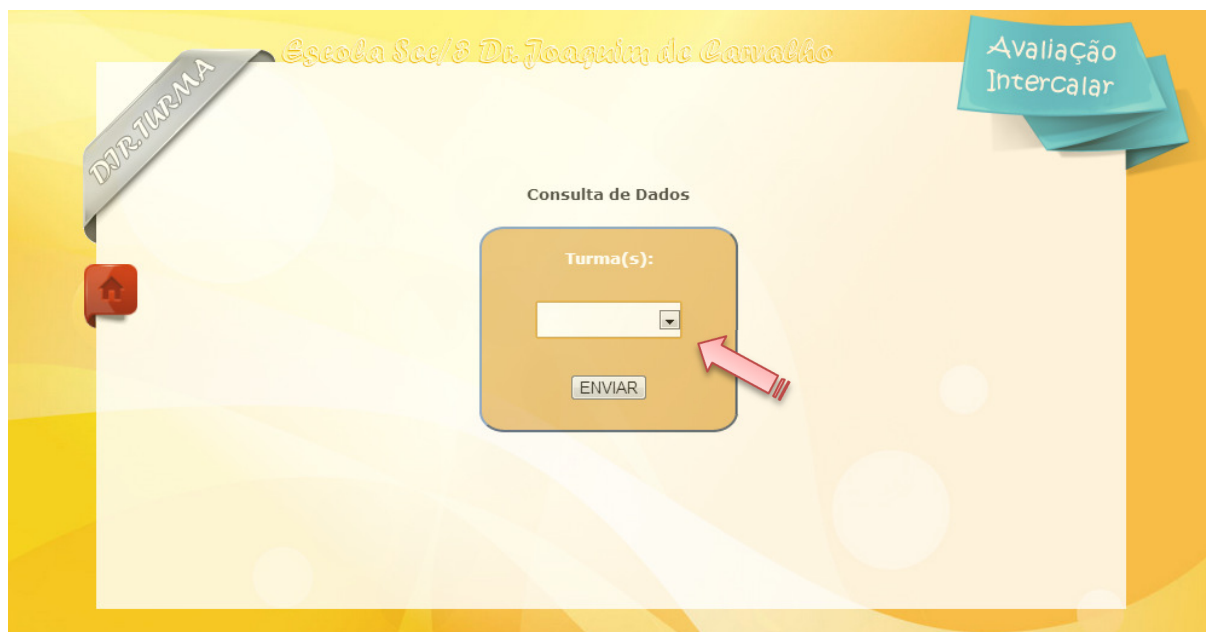 Escola Sec/3 Dr. Joaquim de Carvalho
Avaliação
Intercalar
DIR.TURMA
Consulta de Dados
Turma(s):
ENVIAR